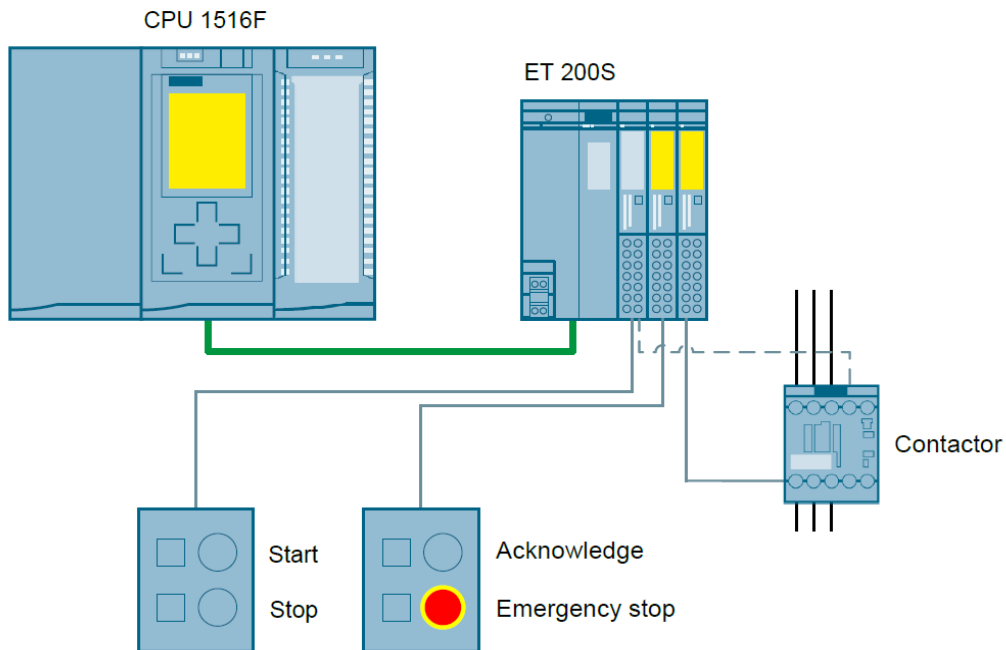 CPU 1516F
ET 200S
Contactor
Start
Acknowledge
Stop
Emergency stop